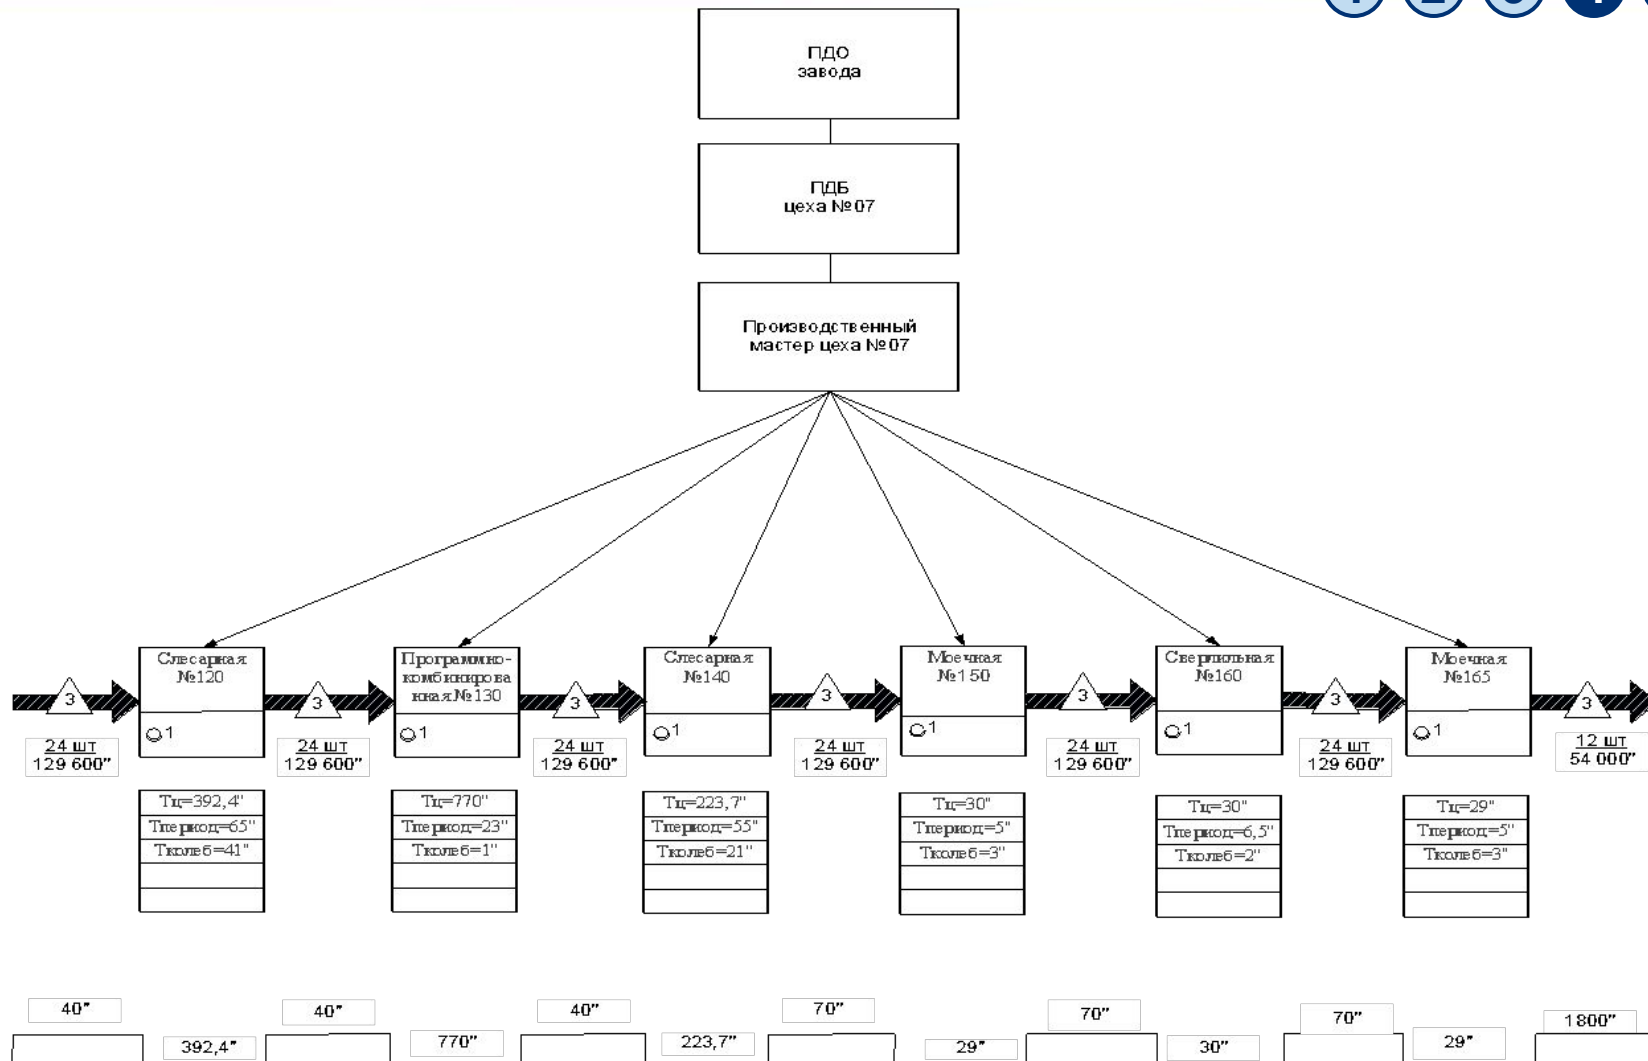 1 2 3 4
ПДО
завода
ПДБ
цеха №07
Производственный
мастер цеха №07
Слесарная
№120
Программно-
комбинирова
нная №130
Слесарная
№140
Моечная
№150
Сверлильная
№160
Моечная
№165
3 3 3 3 3 3 3
1 1 1 1 1 1
24 шт 24 шт 24 шт 24 шт 24 шт 24 шт 12 шт
129 600" 129 600" 129 600" 129 600" 129 600" 129 600" 54 000"
Тц=392,4" Тц=770" Тц=223,7" Тц=30" Тц=30" Тц=29"
Тпериод=65" Тпериод=23" Тпериод=55" Тпериод=5" Тпериод=6,5" Тпериод=5"
Тколеб=41" Тколеб=1" Тколеб=21" Тколеб=3" Тколеб=2" Тколеб=3"
40" 40" 40" 70" 70" 70" 1800"
392,4" 770" 223,7" 29" 30" 29"